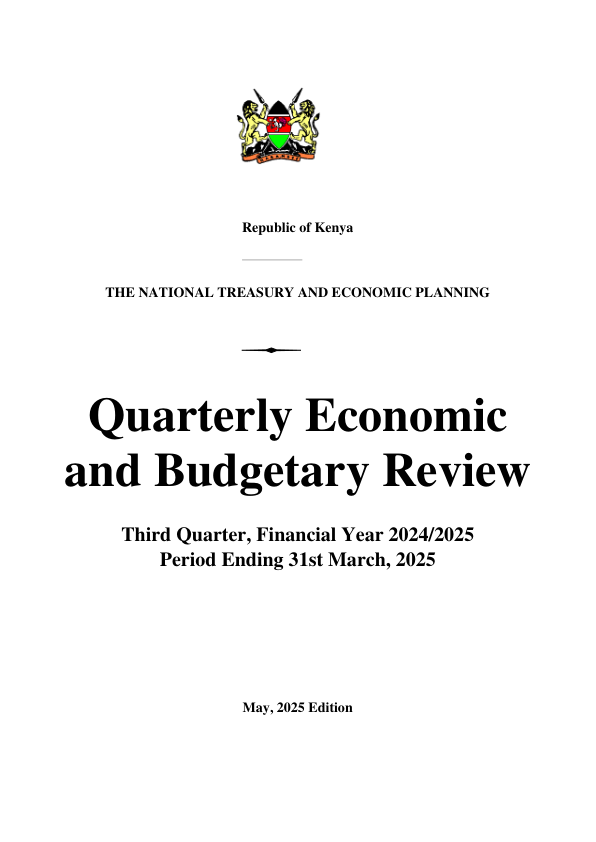 Republic of Kenya
THE NATIONAL TREASURY AND ECONOMIC PLANNING
Quarterly Economic
and Budgetary Review
Third Quarter, Financial Year 2024/2025
Period Ending 31st March, 2025
May, 2025 Edition